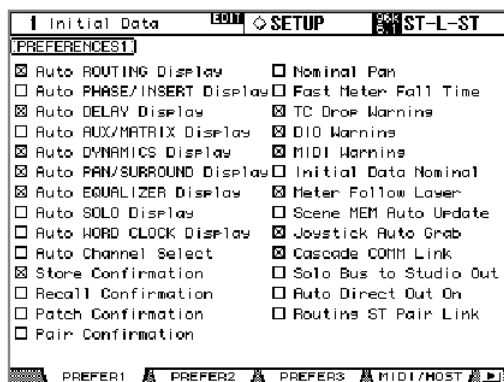 1 Initial Data EDIT ◇SETUP 96K 5.1 ST-L-ST
PREFERENCES1
☒ Auto ROUTING Display ☐ Nominal Pan
☐ Auto PHASE/INSERT Display ☐ Fast Meter Fall Time
☒ Auto DELAY Display ☒ TC Drop Warning
☐ Auto AUX/MATRIX Display ☒ DIO Warning
☒ Auto DYNAMICS Display ☒ MIDI Warning
☒ Auto PAN/SURROUND Display ☐ Initial Data Nominal
☒ Auto EQUALIZER Display ☒ Meter Follow Layer
☐ Auto SOLO Display ☐ Scene MEM Auto Update
☐ Auto WORD CLOCK Display ☒ Joystick Auto Grab
☐ Auto Channel Select ☒ Cascade COMM Link
☒ Store Confirmation ☐ Solo Bus to Studio Out
☐ Recall Confirmation ☐ Auto Direct Out On
☐ Patch Confirmation ☐ Routing ST Pair Link
☐ Pair Confirmation
PREFER1 PREFER2 PREFER3 MIDI/HOST